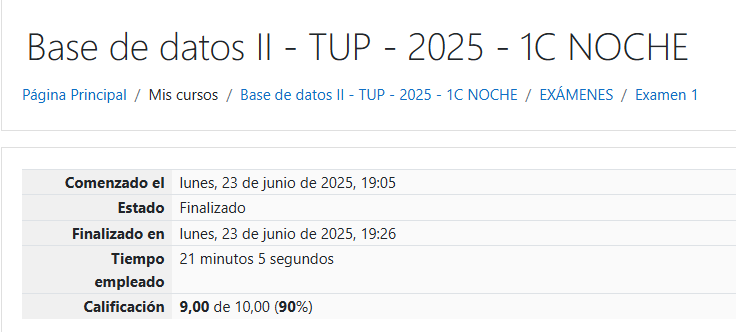 Base de datos II - TUP - 2025 - 1C NOCHE
Página Principal / Mis cursos / Base de datos II - TUP - 2025 - 1C NOCHE / EXÁMENES / Examen 1
Comenzado el lunes, 23 de junio de 2025, 19:05
Estado Finalizado
Finalizado en lunes, 23 de junio de 2025, 19:26
Tiempo empleado 21 minutos 5 segundos
Calificación 9,00 de 10,00 (90%)